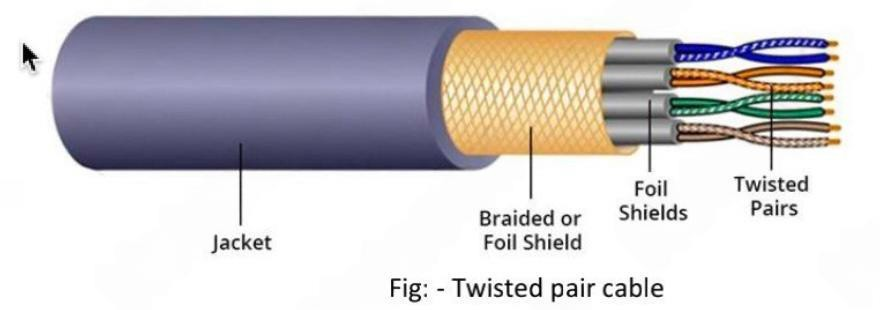 Jacket
Braided or
Foil Shield
Foil
Shields
Twisted
Pairs
Fig: - Twisted pair cable